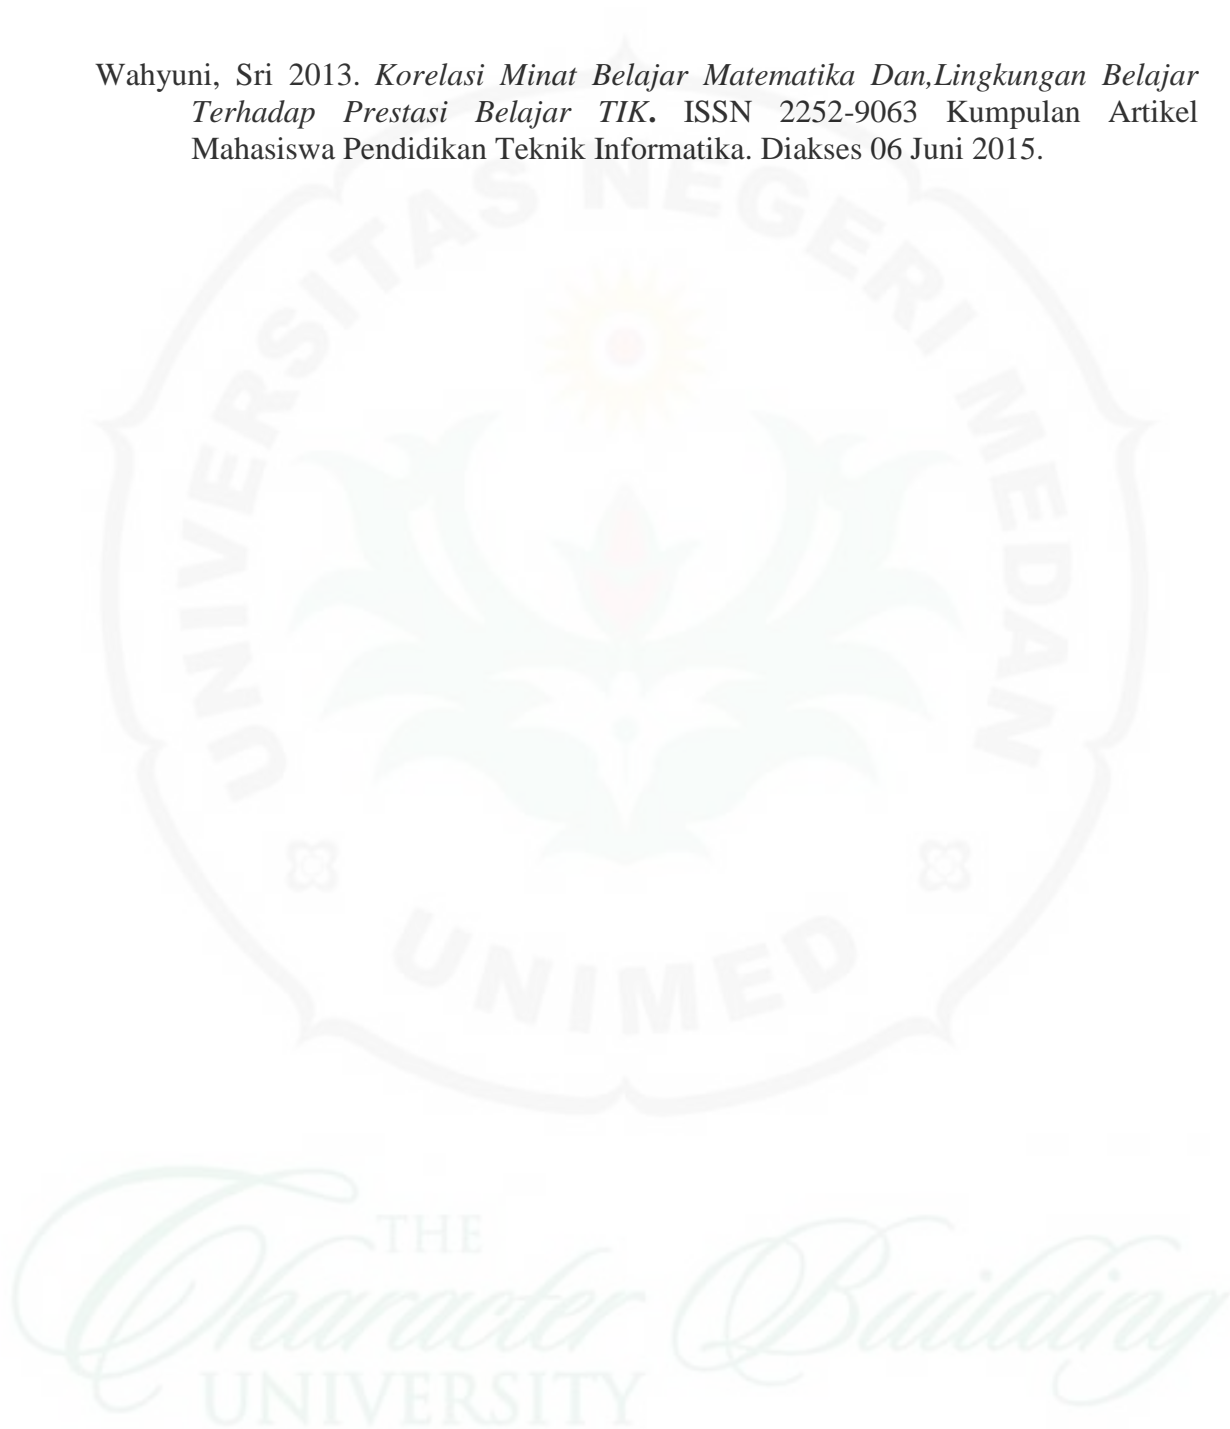 Wahyuni, Sri 2013. Korelasi Minat Belajar Matematika Dan,Lingkungan Belajar
Terhadap Prestasi Belajar TIK. ISSN 2252-9063 Kumpulan Artikel
Mahasiswa Pendidikan Teknik Informatika. Diakses 06 Juni 2015.
UNIVERSITAS NEGERI MEDAN
UNIMED
THE
Character Building
UNIVERSITY